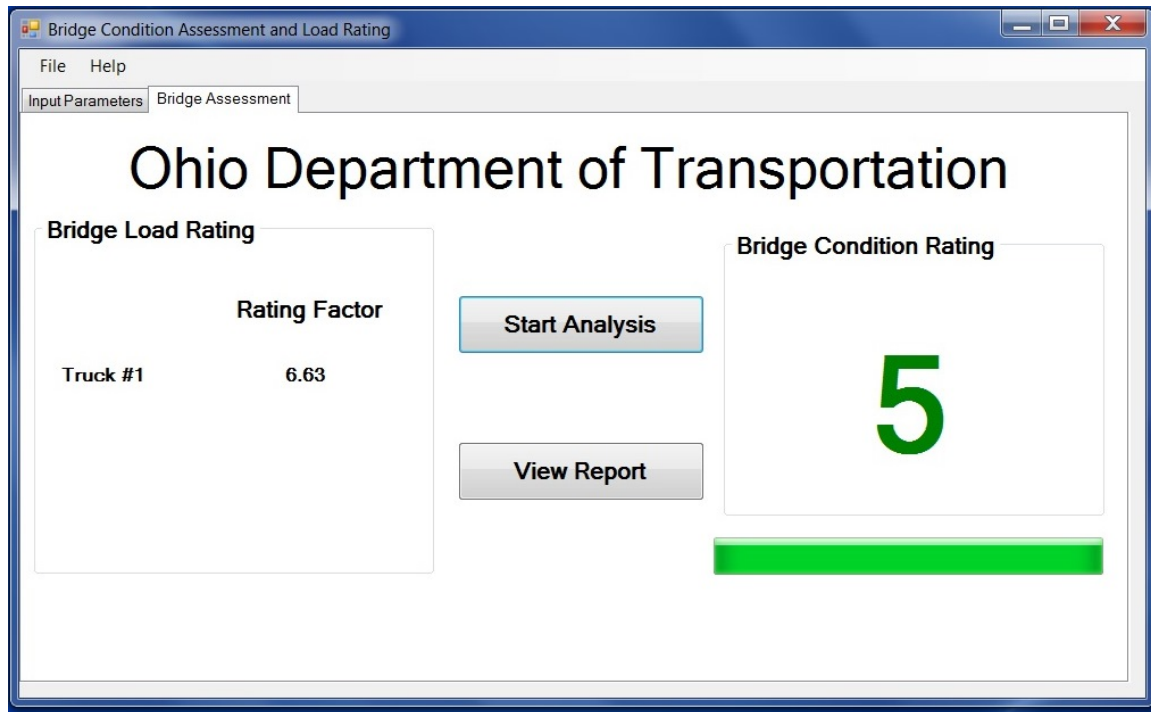 Bridge Condition Assessment and Load Rating
File Help
Input Parameters Bridge Assessment
Ohio Department of Transportation
Bridge Load Rating
Rating Factor
Truck #1 6.63
Start Analysis
View Report
Bridge Condition Rating
5